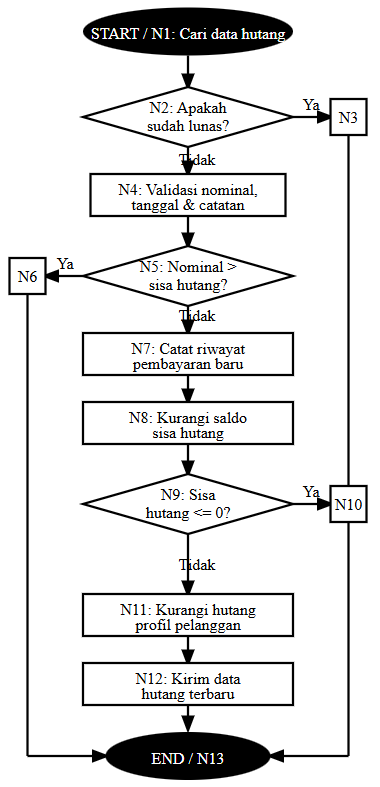 START / N1: Cari data hutang
N2: Apakah
sudah lunas?
Ya
N3
Tidak
N4: Validasi nominal,
tanggal & catatan
N5: Nominal >
sisa hutang?
Ya
N6
Tidak
N7: Catat riwayat
pembayaran baru
N8: Kurangi saldo
sisa hutang
N9: Sisa
hutang <= 0?
Ya
N10
Tidak
N11: Kurangi hutang
profil pelanggan
N12: Kirim data
hutang terbaru
END / N13